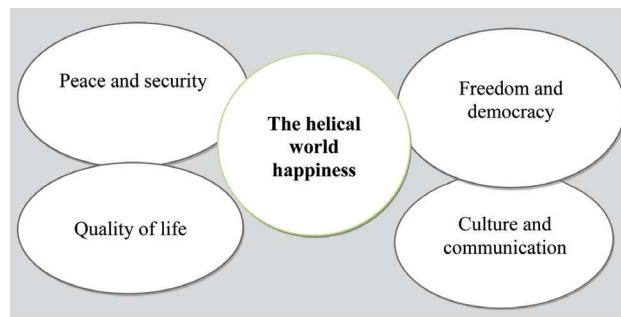 Peace and security
Quality of life
The helical
world
happiness
Freedom and
democracy
Culture and
communication